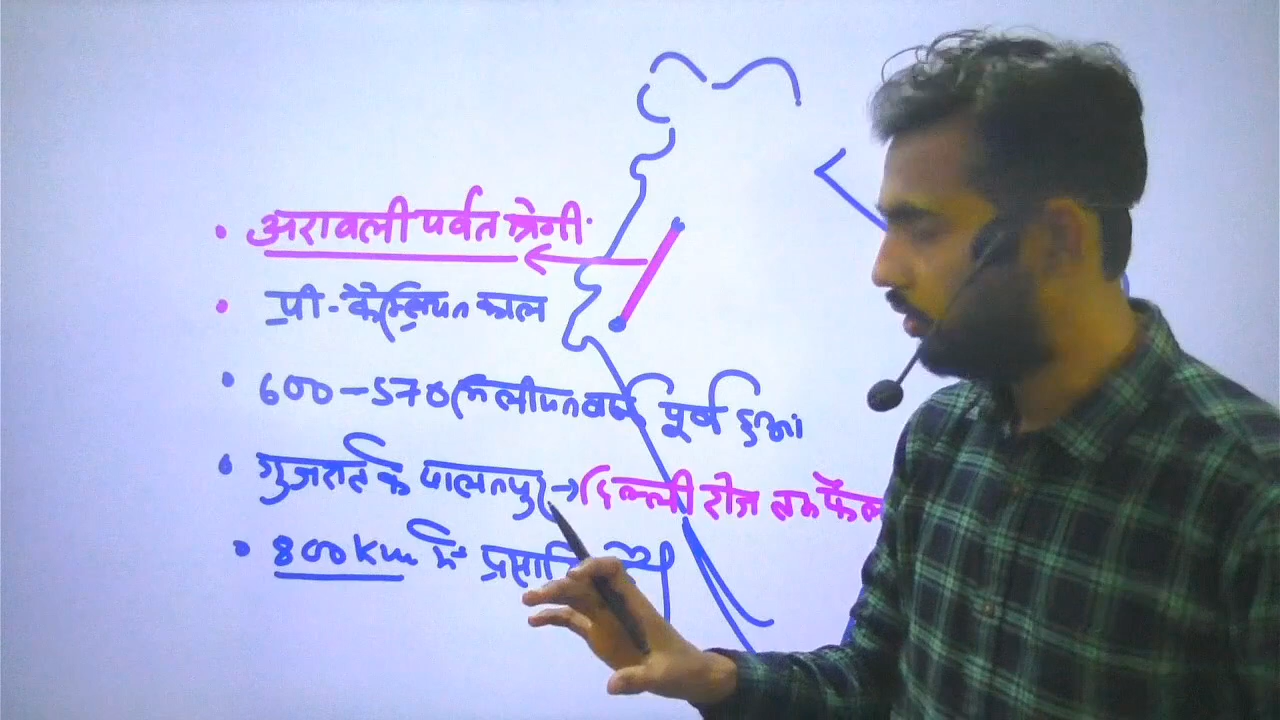 अरावली पर्वत श्रेणी
प्री-कैम्ब्रियन काल
600-570 मिलीयन वर्ष पूर्व हुआ
गुजरात के पालनपुर → दिल्ली रीज तक फैल
800 km में प्रसारित